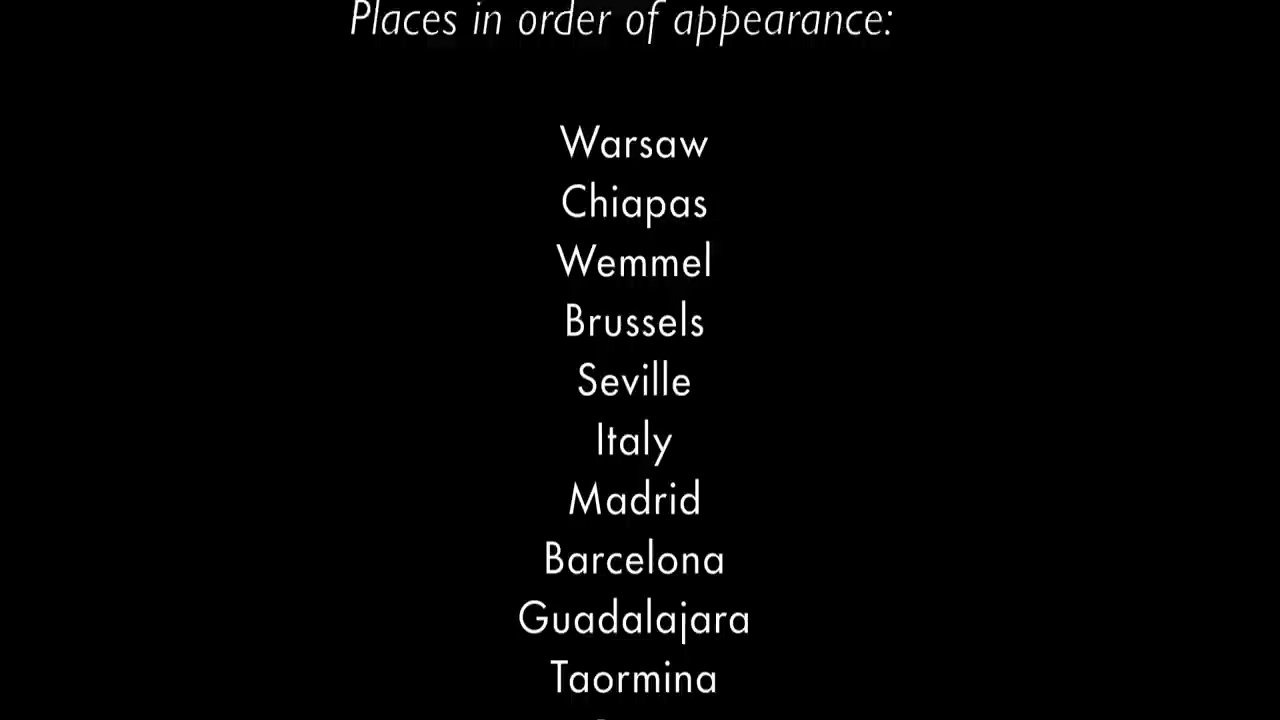 Places in order of appearance:
Warsaw
Chiapas
Wemmel
Brussels
Seville
Italy
Madrid
Barcelona
Guadalajara
Taormina